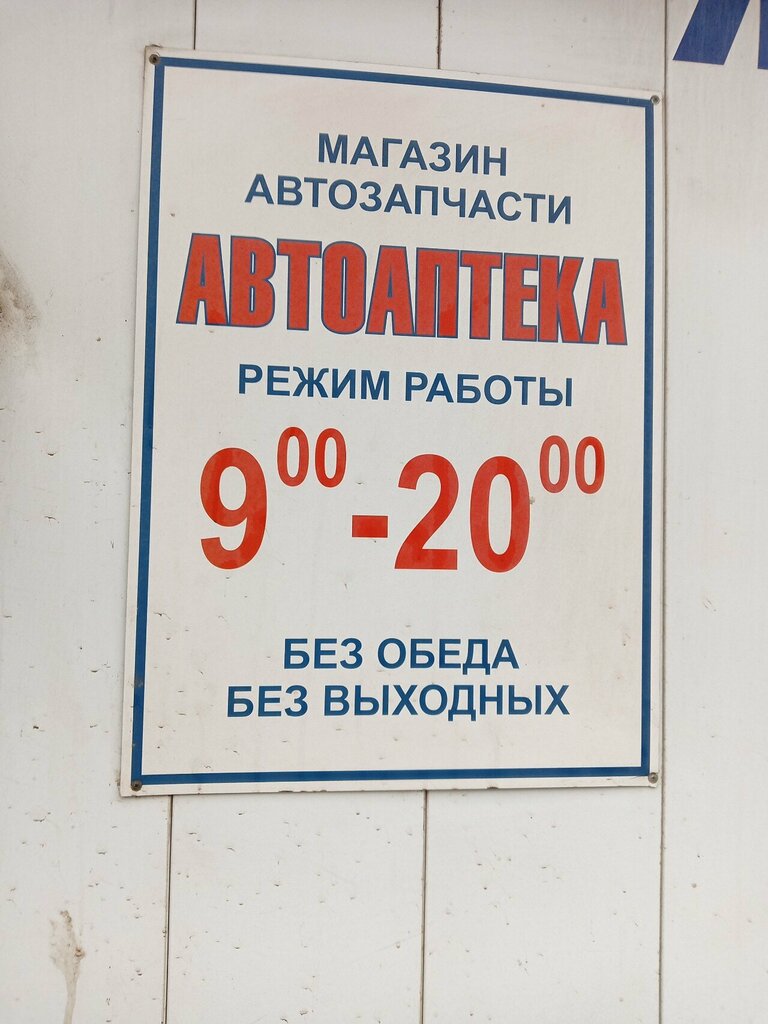 МАГАЗИН
АВТОЗАПЧАСТИ
АВТОАПТЕКА
РЕЖИМ РАБОТЫ
9⁰⁰-20⁰⁰
БЕЗ ОБЕДА
БЕЗ ВЫХОДНЫХ